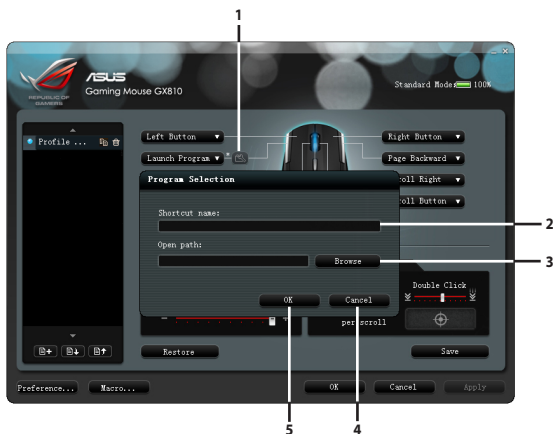 1
ASUS
Gaming Mouse GX810
REPUBLIC OF
GAMERS
Standard Mode: 100%
Profile ...
Left Button
Right Button
Launch Program
Page Backward
Program Selection
roll Right
Shortcut name:
roll Button
2
Open path:
Browse
3
Double Click
OK
Cancel
per scroll
Restore
Save
Preference...
Macro...
OK
Cancel
Apply
5
4